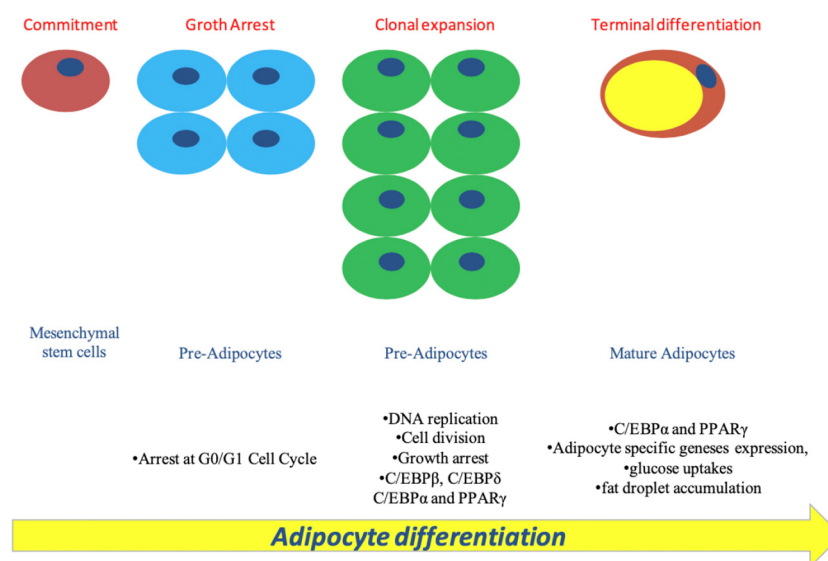 Commitment
Groth Arrest
Clonal expansion
Terminal differentiation
Mesenchymal
stem cells
Pre-Adipocytes
Pre-Adipocytes
Mature Adipocytes
•Arrest at G0/G1 Cell Cycle
•DNA replication
•Cell division
•Growth arrest
•C/EBPβ, C/EBPδ
C/EBPα and PPARγ
•C/EBPα and PPARγ
•Adipocyte specific geneses expression,
•glucose uptakes
•fat droplet accumulation
Adipocyte differentiation